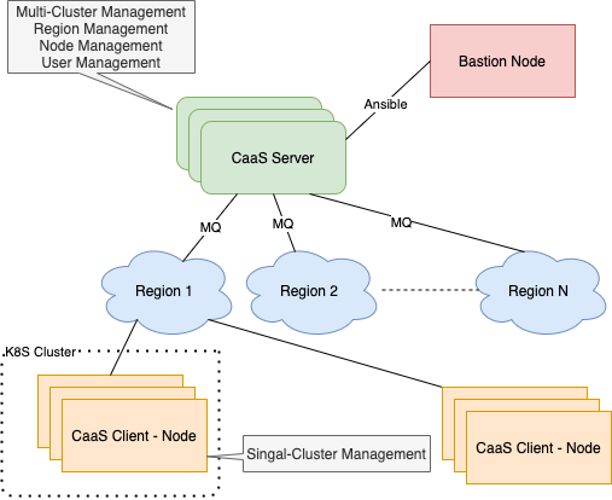 Multi-Cluster Management
Region Management
Node Management
User Management
Bastion Node
Ansible
CaaS Server
MQ
MQ
MQ
Region 1
Region 2
Region N
K8S Cluster
CaaS Client - Node
Singal-Cluster Management
CaaS Client - Node